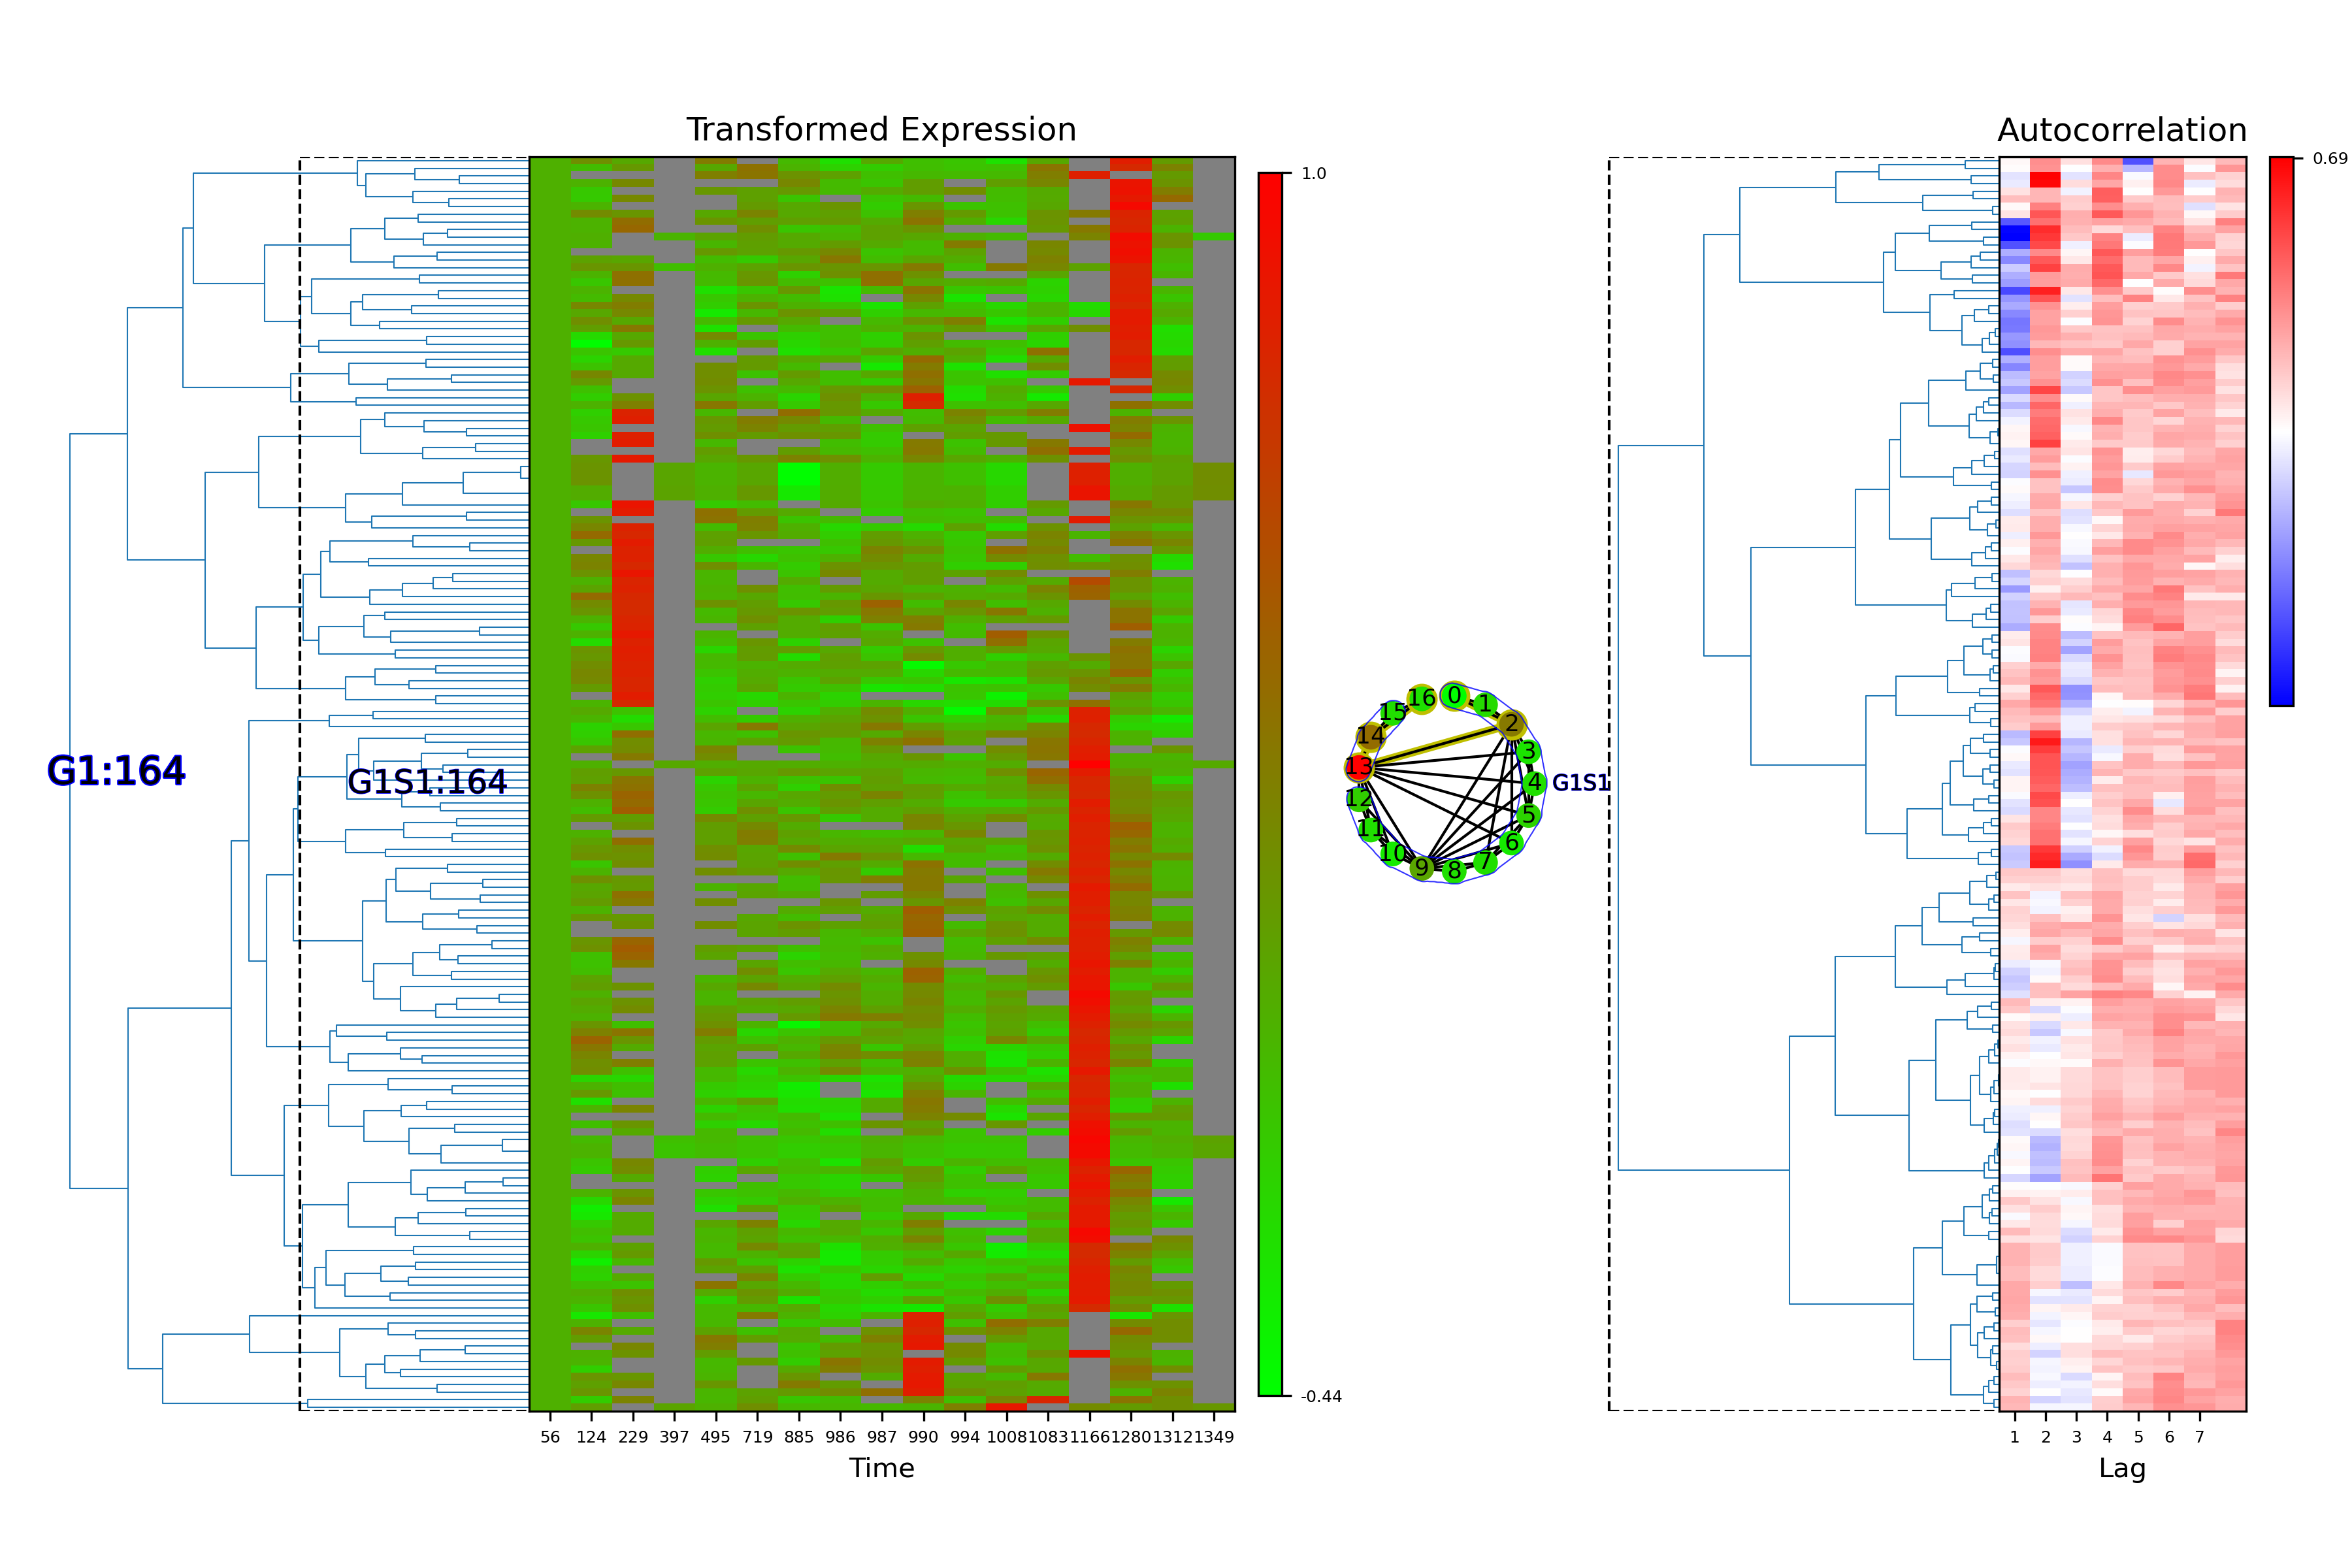 Transformed Expression
Autocorrelation
1.0
0.69
G1:164
G1S1:164
16 0 1
15 2
14 3
13 4 G1S1
12 5
11 6
10 9 8 7
-0.44
56 124 229 397 495 719 885 986 987 990 994 1008 1083 1166 1280 1312 1349
1 2 3 4 5 6 7
Time
Lag